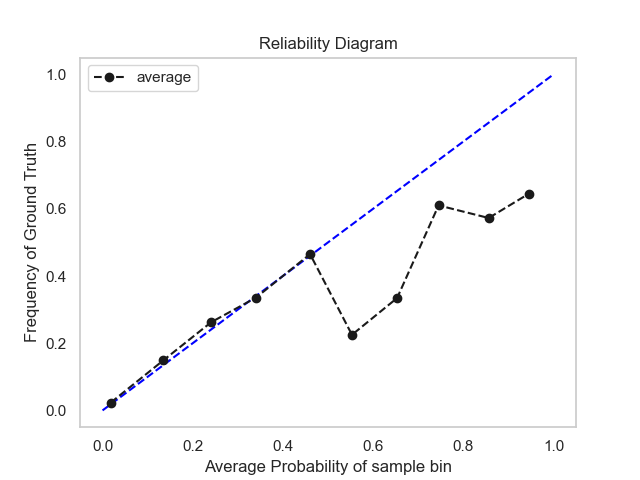 Reliability Diagram
average
Frequency of Ground Truth
1.0
0.8
0.6
0.4
0.2
0.0
0.0 0.2 0.4 0.6 0.8 1.0
Average Probability of sample bin